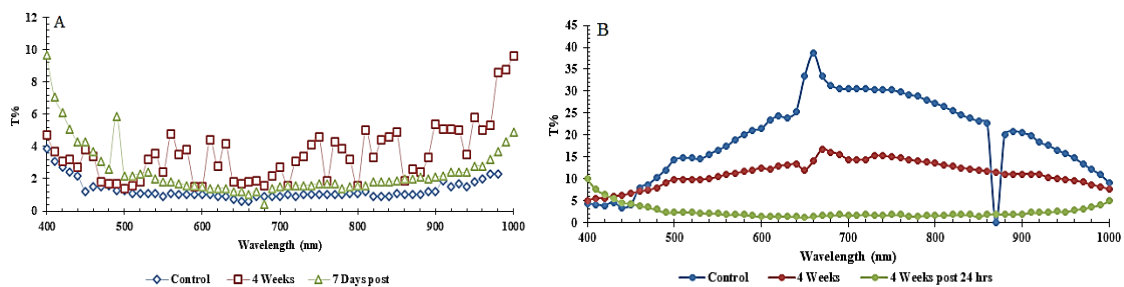 A
T%
12
10
8
6
4
2
0
400 500 600 700 800 900 1000
Wavelength (nm)
Control 4 Weeks 7 Days post
B
T%
45
40
35
30
25
20
15
10
5
0
400 500 600 700 800 900 1000
Wavelength (nm)
Control 4 Weeks 4 Weeks post 24 hrs